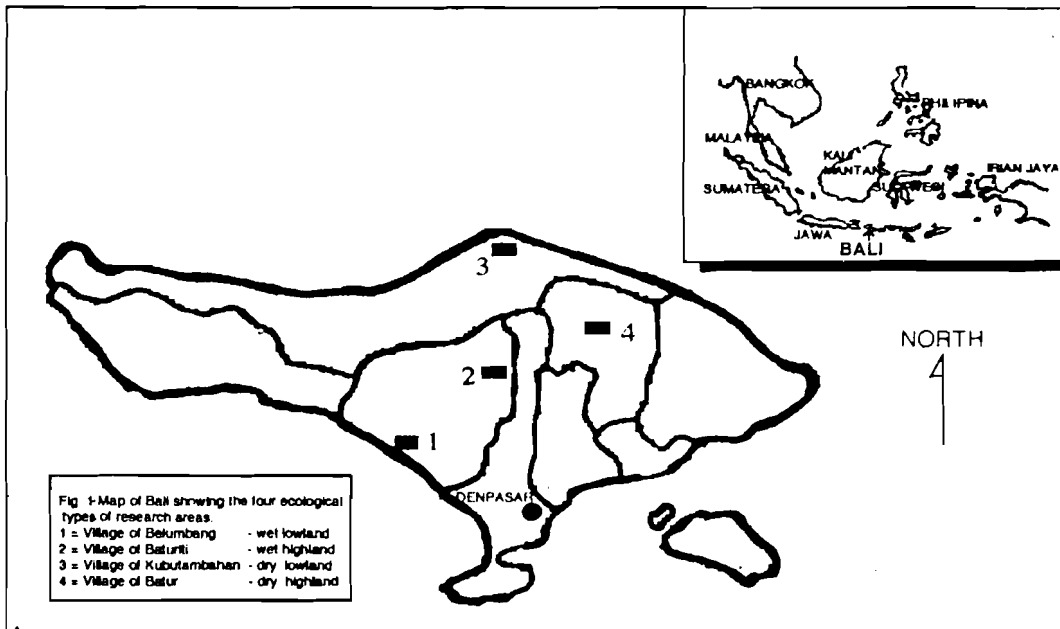 BANGKOK
PHILIPINA
MALAYSIA
KALI
MANTAN
IRIAN JAYA
SUMATERA
SULAWESI
JAWA
BALI
3
4
NORTH
2
1
DENPASAR
Fig 1-Map of Bali showing the four ecological
types of research areas.
1 = Village of Belumbang - wet lowland
2 = Village of Baturiti - wet highland
3 = Village of Kubutambahan - dry lowland
4 = Village of Batur - dry highland